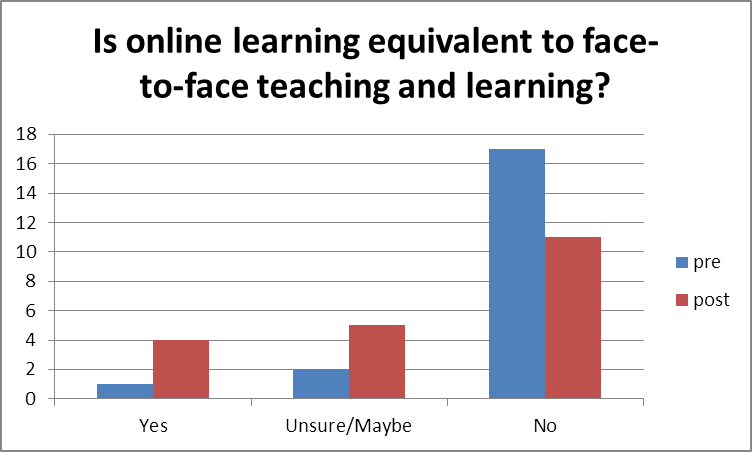 Is online learning equivalent to face-
to-face teaching and learning?
18
16
14
12
10
8
6
4
2
0
Yes
Unsure/Maybe
No
pre
post